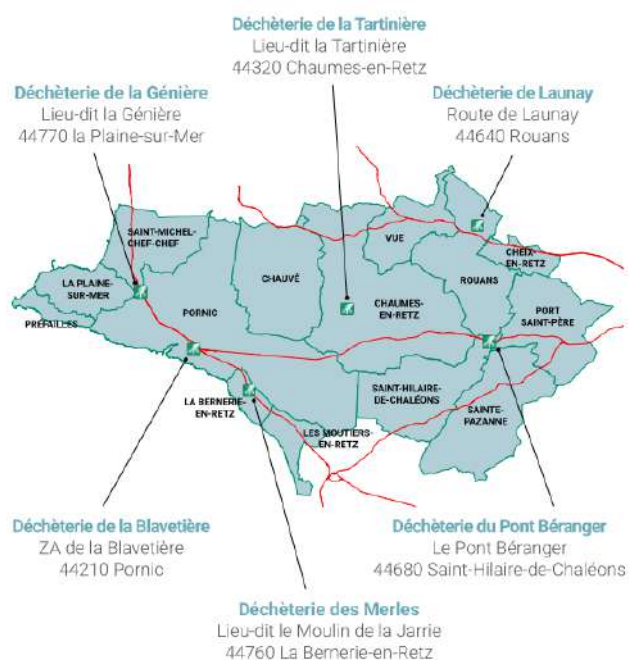 Déchèterie de la Tartinière
Lieu-dit la Tartinière
44320 Chaumes-en-Retz
Déchèterie de la Génière
Lieu-dit la Génière
44770 la Plaine-sur-Mer
Déchèterie de Launay
Route de Launay
44640 Rouans
SAINT-MICHEL-
CHEF-CHEF
VUE
CHEIX-
EN-RETZ
LA PLAINE-
SUR-MER
CHAUVÉ
ROUANS
PRÉFAILLES
PORNIC
CHAUMES-
EN-RETZ
PORT
SAINT-PÈRE
SAINT-HILAIRE-
DE-CHALÉONS
LA BERNERIE-
EN-RETZ
SAINTE-
PAZANNE
LES MOUTIERS-
EN-RETZ
Déchèterie de la Blavetière
ZA de la Blavetière
44210 Pornic
Déchèterie du Pont Béranger
Le Pont Béranger
44680 Saint-Hilaire-de-Chaléons
Déchèterie des Merles
Lieu-dit le Moulin de la Jarrie
44760 La Bernerie-en-Retz